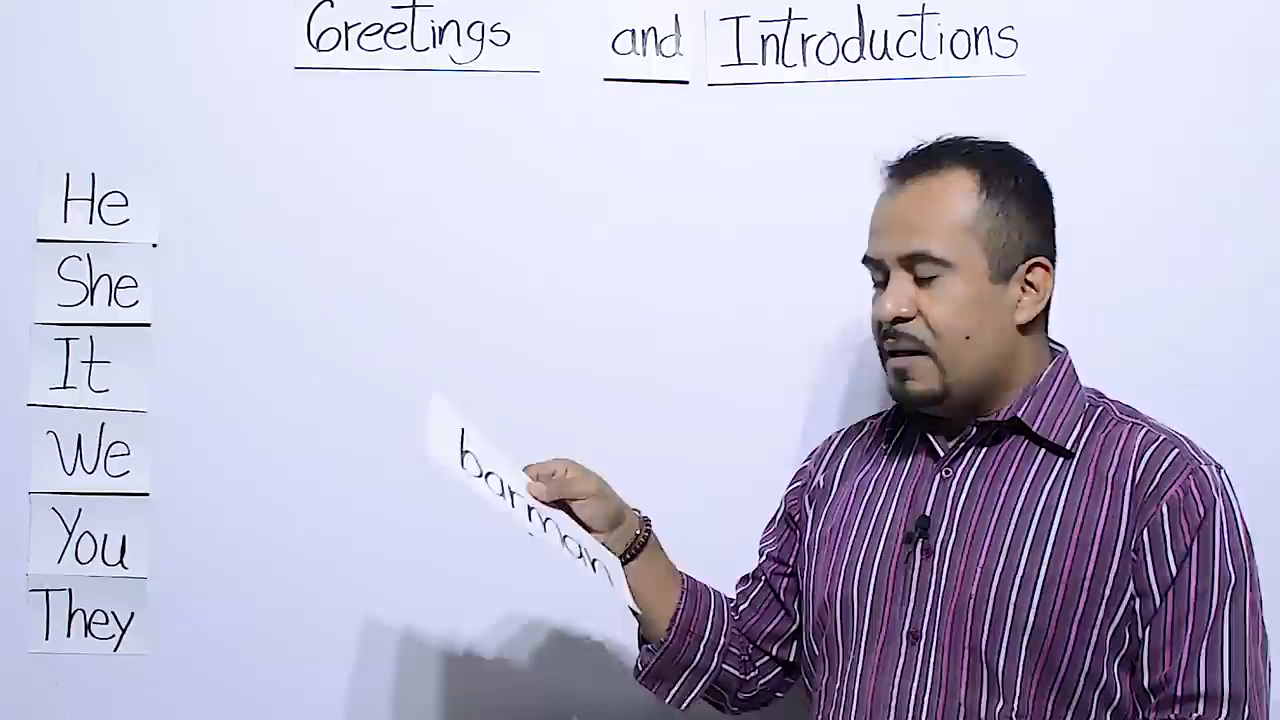 Greetings and Introductions
He
She
It
We
You
They
barman